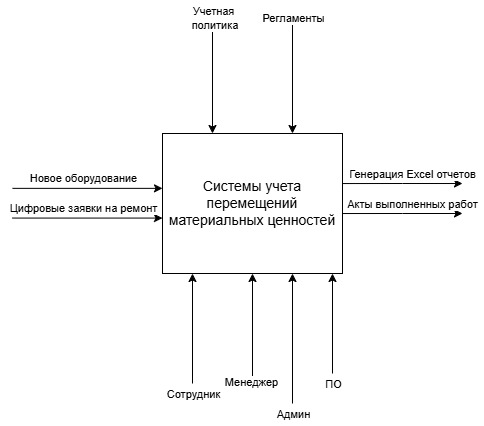 Учетная
политика
Регламенты
Новое оборудование
Цифровые заявки на ремонт
Системы учета
перемещений
материальных ценностей
Генерация Excel отчетов
Акты выполненных работ
Сотрудник
Менеджер
Админ
ПО